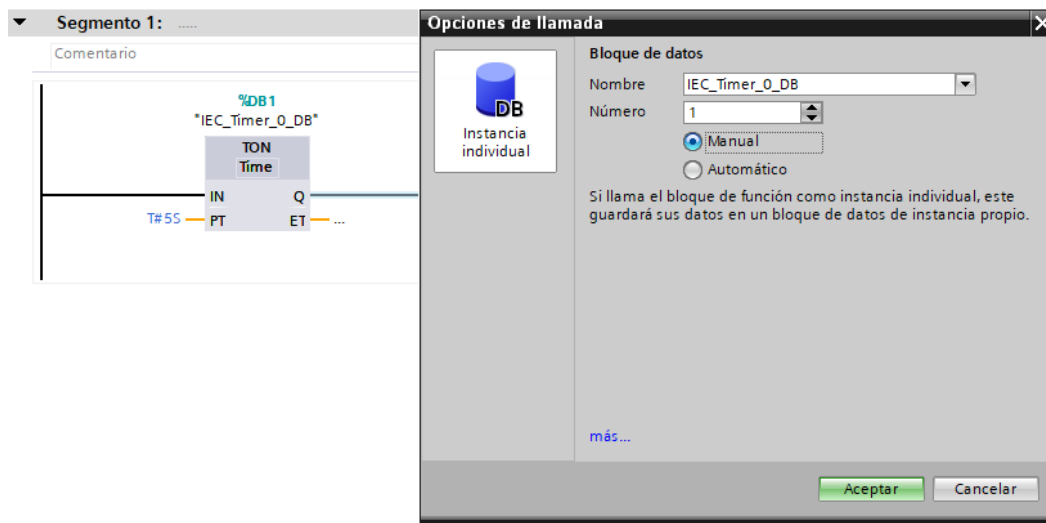 Segmento 1: .....
Comentario
%DB1
"IEC_Timer_0_DB"
TON
Time
IN Q
T#5S PT ET ...
Opciones de llamada
DB
Instancia
individual
Bloque de datos
Nombre IEC_Timer_0_DB
Número 1
Manual
Automático
Si llama el bloque de función como instancia individual, este
guardará sus datos en un bloque de datos de instancia propio.
más...
Aceptar Cancelar